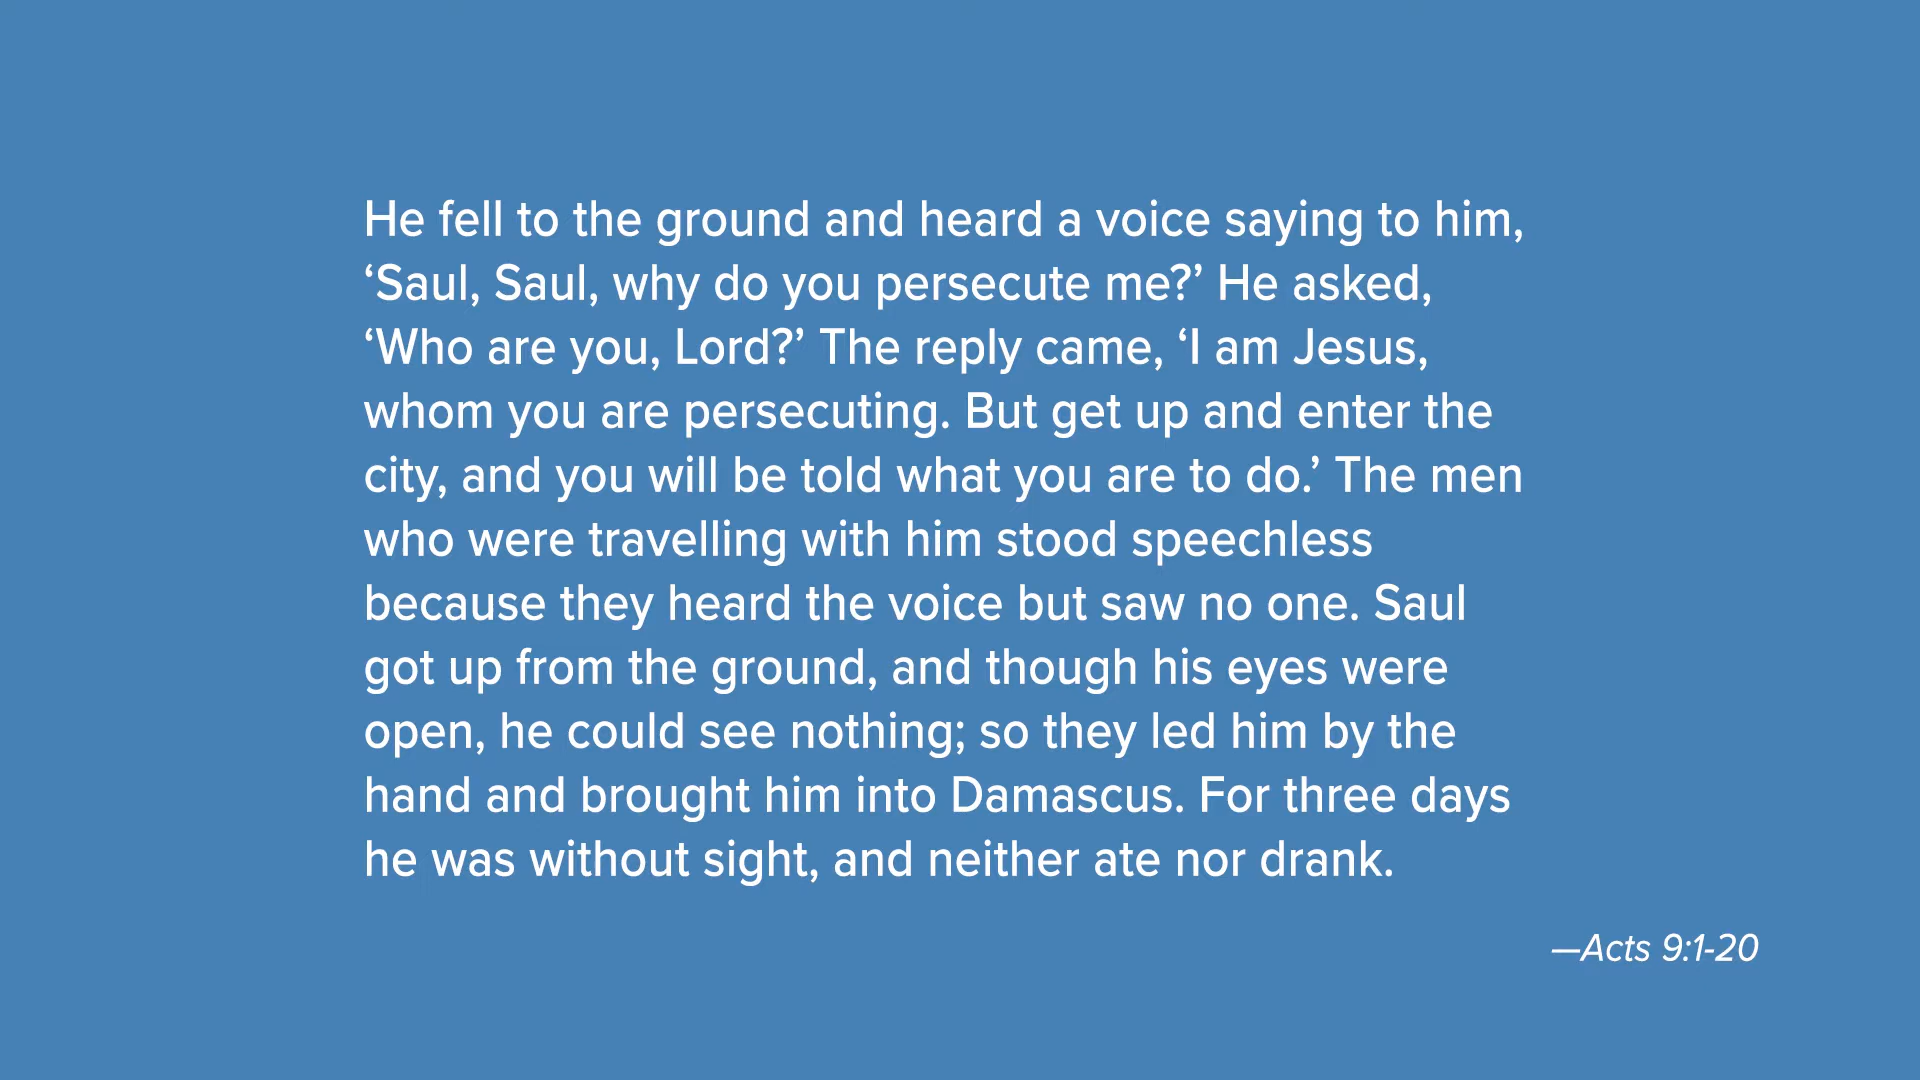 He fell to the ground and heard a voice saying to him,
‘Saul, Saul, why do you persecute me?’ He asked,
‘Who are you, Lord?’ The reply came, ‘I am Jesus,
whom you are persecuting. But get up and enter the
city, and you will be told what you are to do.’ The men
who were travelling with him stood speechless
because they heard the voice but saw no one. Saul
got up from the ground, and though his eyes were
open, he could see nothing; so they led him by the
hand and brought him into Damascus. For three days
he was without sight, and neither ate nor drank.
—Acts 9:1-20